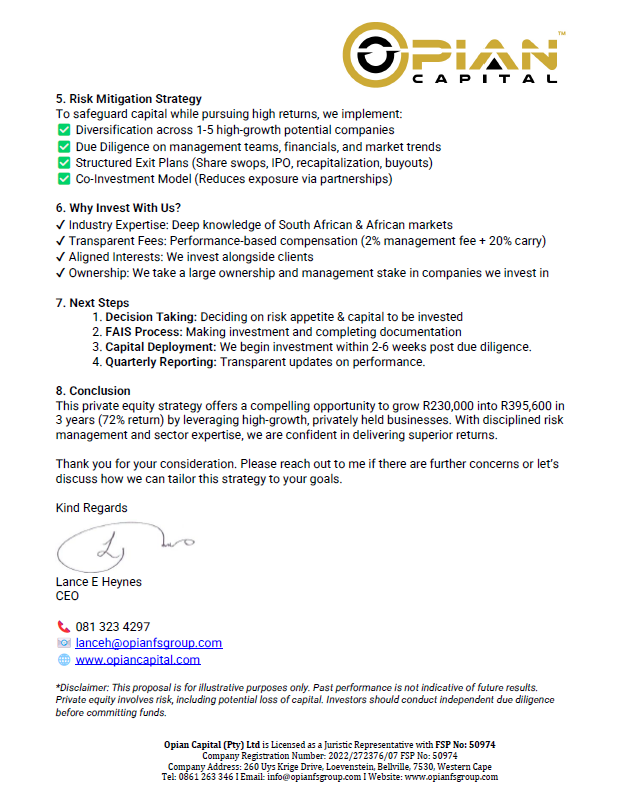 OPIAN™
CAPITAL
5. Risk Mitigation Strategy
To safeguard capital while pursuing high returns, we implement:
✅ Diversification across 1-5 high-growth potential companies
✅ Due Diligence on management teams, financials, and market trends
✅ Structured Exit Plans (Share swops, IPO, recapitalization, buyouts)
✅ Co-Investment Model (Reduces exposure via partnerships)
6. Why Invest With Us?
✓ Industry Expertise: Deep knowledge of South African & African markets
✓ Transparent Fees: Performance-based compensation (2% management fee + 20% carry)
✓ Aligned Interests: We invest alongside clients
✓ Ownership: We take a large ownership and management stake in companies we invest in
7. Next Steps
1. Decision Taking: Deciding on risk appetite & capital to be invested
2. FAIS Process: Making investment and completing documentation
3. Capital Deployment: We begin investment within 2-6 weeks post due diligence.
4. Quarterly Reporting: Transparent updates on performance.
8. Conclusion
This private equity strategy offers a compelling opportunity to grow R230,000 into R395,600 in
3 years (72% return) by leveraging high-growth, privately held businesses. With disciplined risk
management and sector expertise, we are confident in delivering superior returns.
Thank you for your consideration. Please reach out to me if there are further concerns or let's
discuss how we can tailor this strategy to your goals.
Kind Regards
Lance E Heynes
CEO
📞 081 323 4297
📧 lanceh@opianfsgroup.com
🌐 www.opiancapital.com
*Disclaimer: This proposal is for illustrative purposes only. Past performance is not indicative of future results.
Private equity involves risk, including potential loss of capital. Investors should conduct independent due diligence
before committing funds.
Opian Capital (Pty) Ltd is Licensed as a Juristic Representative with FSP No: 50974
Company Registration Number: 2022/272376/07 FSP No: 50974
Company Address: 260 Uys Krige Drive, Loevenstein, Bellville, 7530, Western Cape
Tel: 0861 263 346 I Email: info@opianfsgroup.com I Website: www.opianfsgroup.com